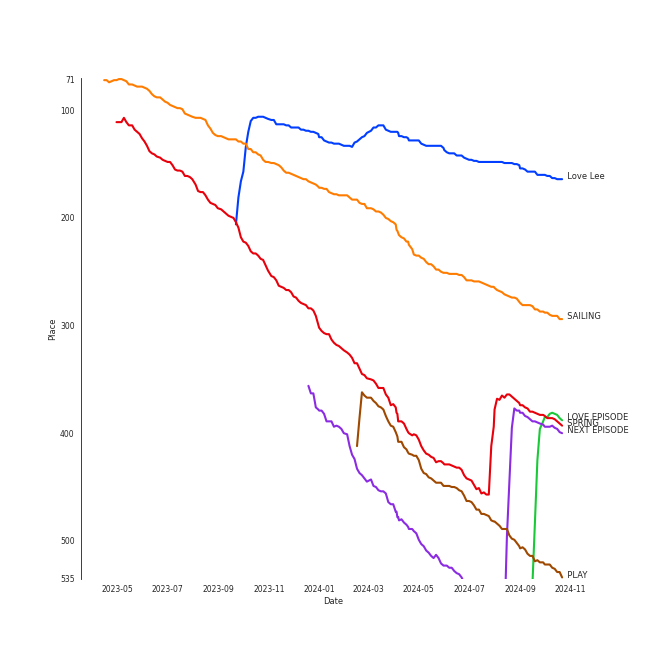 71
100
200
300
400
500
535
Place
2023-05
2023-07
2023-09
2023-11
2024-01
2024-03
2024-05
2024-07
2024-09
2024-11
Date
Love Lee
SAILING
LOVE EPISODE
SPRING
NEXT EPISODE
PLAY